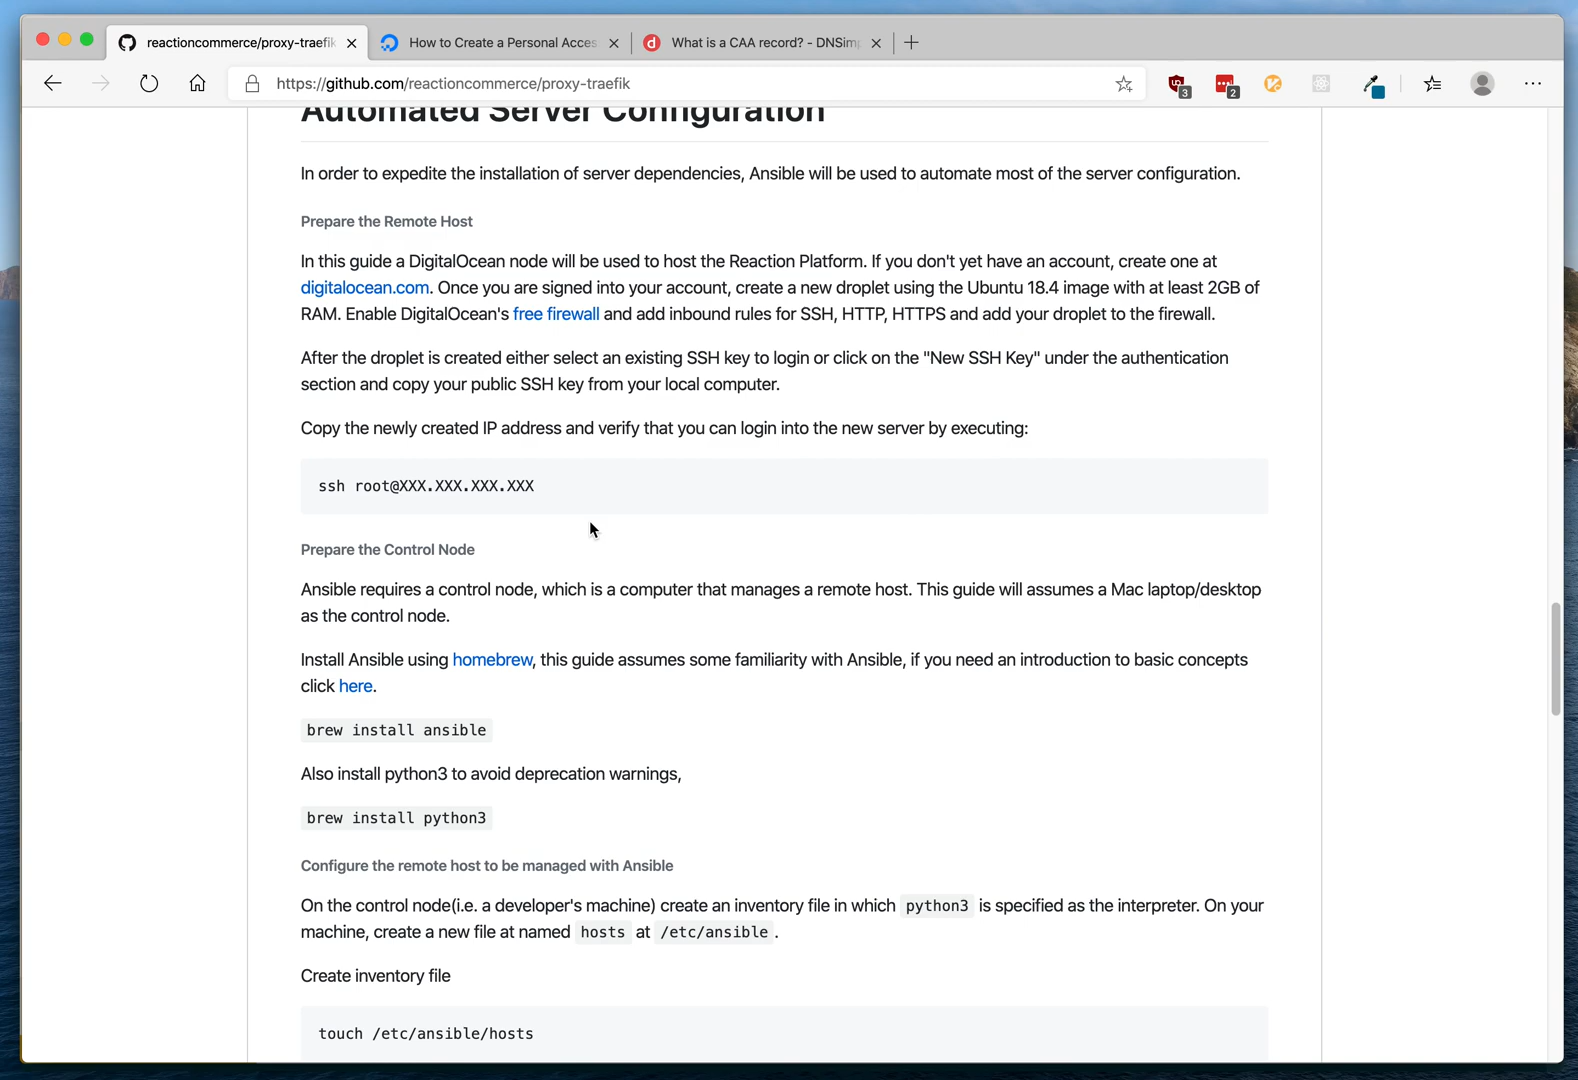 reactioncommerce/proxy-traefik
How to Create a Personal Acces
What is a CAA record? - DNSim
https://github.com/reactioncommerce/proxy-traefik
3
2
Automated Server Configuration
In order to expedite the installation of server dependencies, Ansible will be used to automate most of the server configuration.
Prepare the Remote Host
In this guide a DigitalOcean node will be used to host the Reaction Platform. If you don't yet have an account, create one at
digitalocean.com. Once you are signed into your account, create a new droplet using the Ubuntu 18.4 image with at least 2GB of
RAM. Enable DigitalOcean's free firewall and add inbound rules for SSH, HTTP, HTTPS and add your droplet to the firewall.
After the droplet is created either select an existing SSH key to login or click on the "New SSH Key" under the authentication
section and copy your public SSH key from your local computer.
Copy the newly created IP address and verify that you can login into the new server by executing:
ssh root@XXX.XXX.XXX.XXX
Prepare the Control Node
Ansible requires a control node, which is a computer that manages a remote host. This guide will assumes a Mac laptop/desktop
as the control node.
Install Ansible using homebrew, this guide assumes some familiarity with Ansible, if you need an introduction to basic concepts
click here.
brew install ansible
Also install python3 to avoid deprecation warnings,
brew install python3
Configure the remote host to be managed with Ansible
On the control node(i.e. a developer's machine) create an inventory file in which python3 is specified as the interpreter. On your
machine, create a new file at named hosts at /etc/ansible.
Create inventory file
touch /etc/ansible/hosts